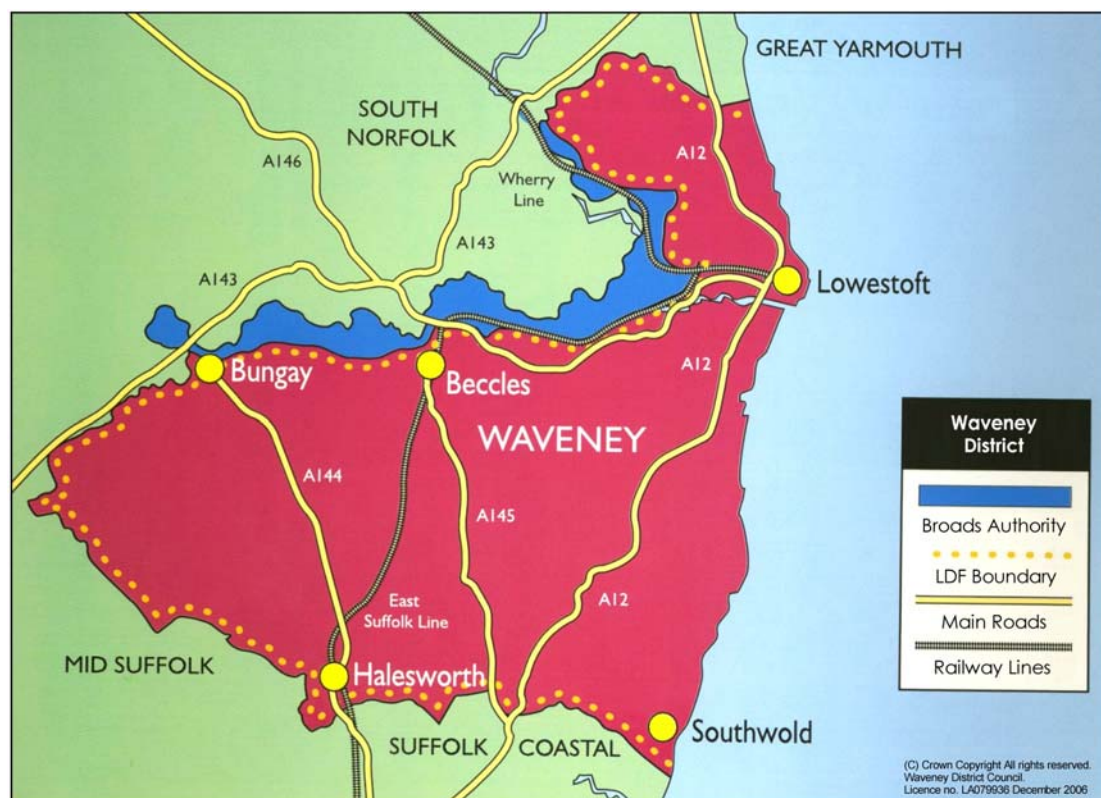 GREAT YARMOUTH
SOUTH
NORFOLK
A146
A12
Wherry
Line
A143
A143
Lowestoft
Bungay
Beccles
A12
WAVENEY
A144
A145
East
Suffolk Line
A12
MID SUFFOLK
Halesworth
SUFFOLK COASTAL
Southwold
Waveney
District
Broads Authority
LDF Boundary
Main Roads
Railway Lines
(C) Crown Copyright All rights reserved.
Waveney District Council.
Licence no. LA079936 December 2006